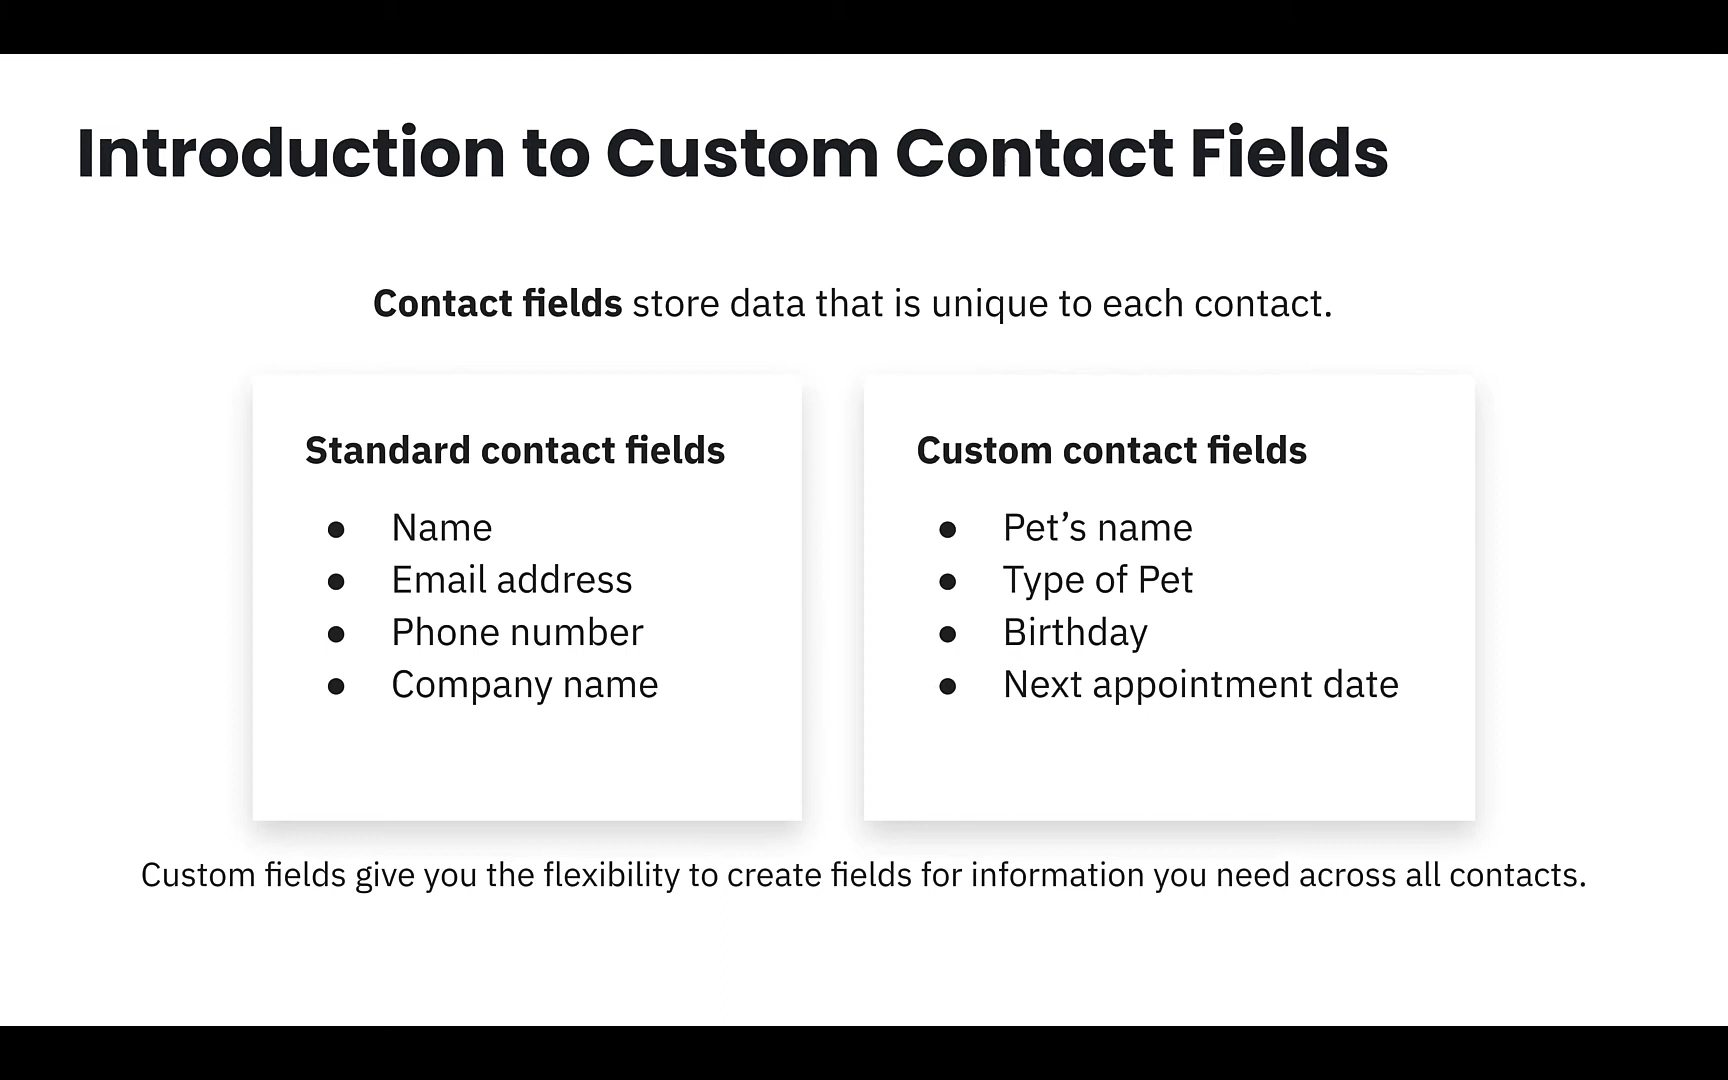 Introduction to Custom Contact Fields
Contact fields store data that is unique to each contact.
Standard contact fields
● Name
● Email address
● Phone number
● Company name
Custom contact fields
● Pet’s name
● Type of Pet
● Birthday
● Next appointment date
Custom fields give you the flexibility to create fields for information you need across all contacts.